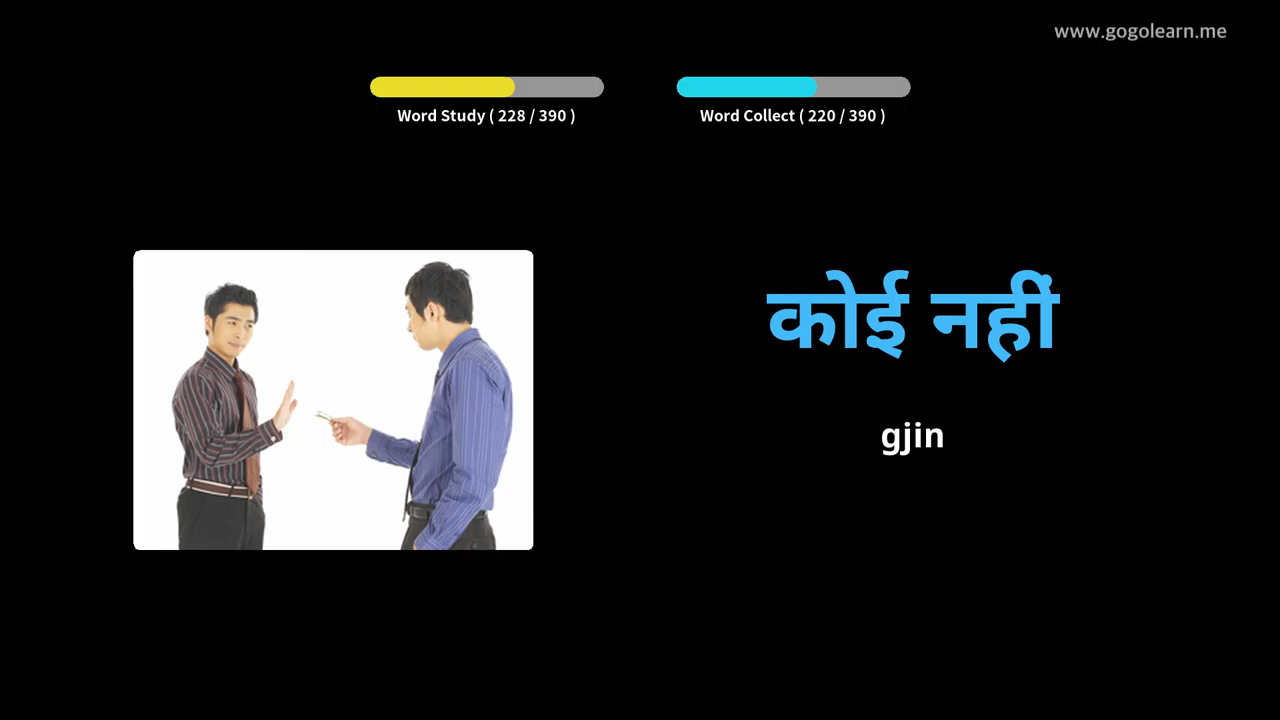 www.gogolearn.me
Word Study ( 228 / 390 )
Word Collect ( 220 / 390 )
कोई नहीं
gjin